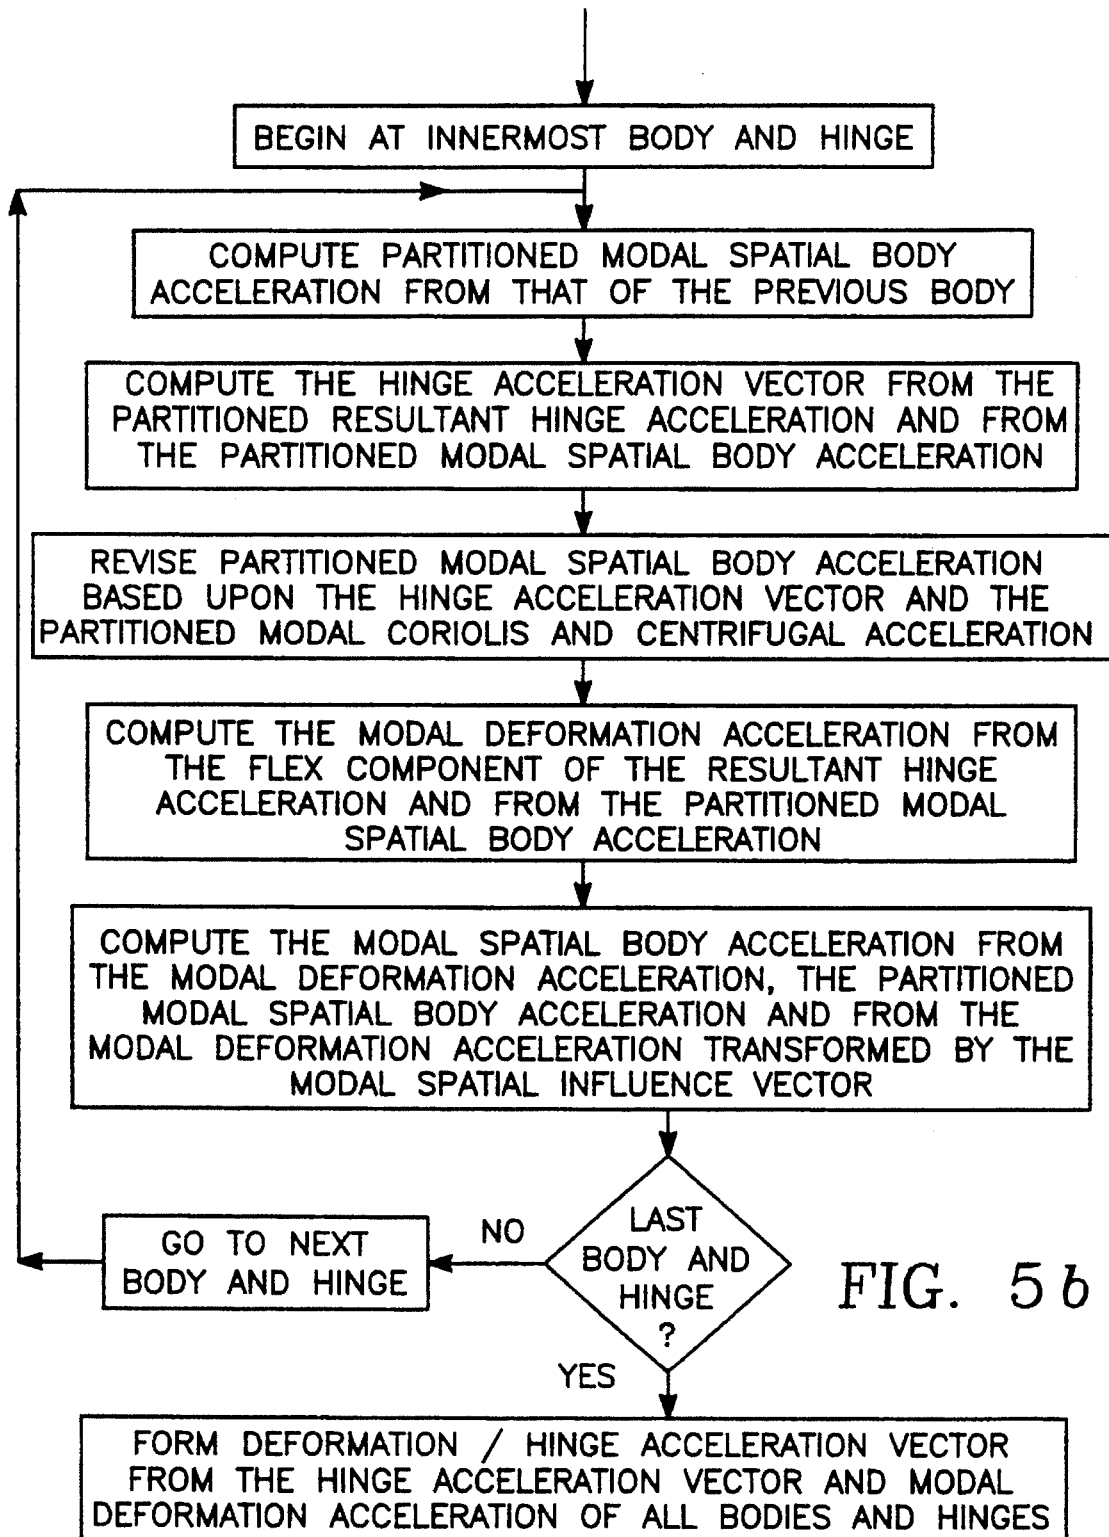 BEGIN AT INNERMOST BODY AND HINGE
COMPUTE PARTITIONED MODAL SPATIAL BODY
ACCELERATION FROM THAT OF THE PREVIOUS BODY
COMPUTE THE HINGE ACCELERATION VECTOR FROM THE
PARTITIONED RESULTANT HINGE ACCELERATION AND FROM
THE PARTITIONED MODAL SPATIAL BODY ACCELERATION
REVISE PARTITIONED MODAL SPATIAL BODY ACCELERATION
BASED UPON THE HINGE ACCELERATION VECTOR AND THE
PARTITIONED MODAL CORIOLIS AND CENTRIFUGAL ACCELERATION
COMPUTE THE MODAL DEFORMATION ACCELERATION FROM
THE FLEX COMPONENT OF THE RESULTANT HINGE
ACCELERATION AND FROM THE PARTITIONED MODAL
SPATIAL BODY ACCELERATION
COMPUTE THE MODAL SPATIAL BODY ACCELERATION FROM
THE MODAL DEFORMATION ACCELERATION, THE PARTITIONED
MODAL SPATIAL BODY ACCELERATION AND FROM THE
MODAL DEFORMATION ACCELERATION TRANSFORMED BY THE
MODAL SPATIAL INFLUENCE VECTOR
LAST
BODY AND
HINGE
?
NO
GO TO NEXT
BODY AND HINGE
FIG. 5b
YES
FORM DEFORMATION / HINGE ACCELERATION VECTOR
FROM THE HINGE ACCELERATION VECTOR AND MODAL
DEFORMATION ACCELERATION OF ALL BODIES AND HINGES